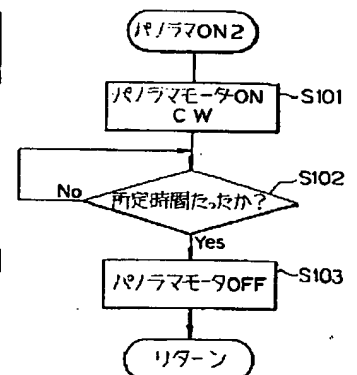 パノラマON2
パノラマモータON
CW
S101
所定時間たったか?
S102
No
Yes
パノラマモータOFF
S103
リターン